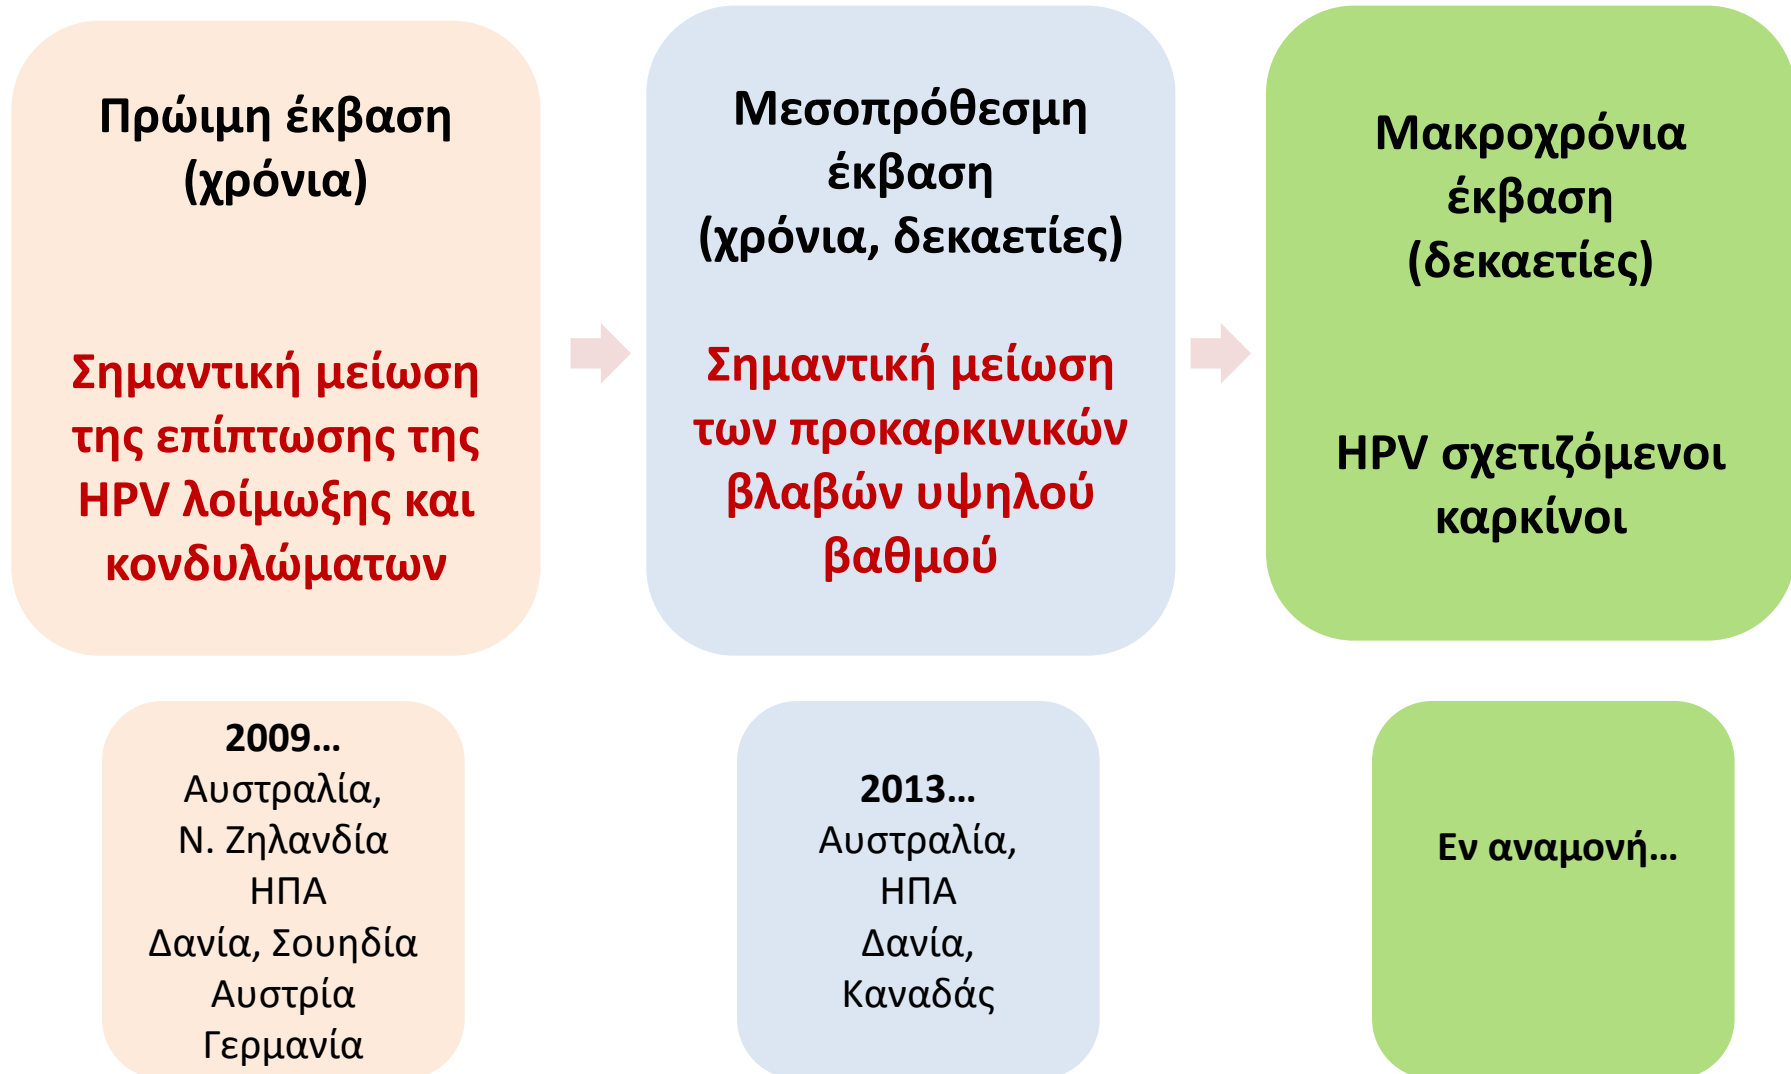 Πρώιμη έκβαση
(χρόνια)
Σημαντική μείωση
της επίπτωσης της
HPV λοίμωξης και
κονδυλώματων
Μεσοπρόθεσμη
έκβαση
(χρόνια, δεκαετίες)
Σημαντική μείωση
των προκαρκινικών
βλαβών υψηλού
βαθμού
Μακροχρόνια
έκβαση
(δεκαετίες)
HPV σχετιζόμενοι
καρκίνοι
2009…
Αυστραλία,
Ν. Ζηλανδία
ΗΠΑ
Δανία, Σουηδία
Αυστρία
Γερμανία
2013…
Αυστραλία,
ΗΠΑ
Δανία,
Καναδάς
Εν αναμονή…